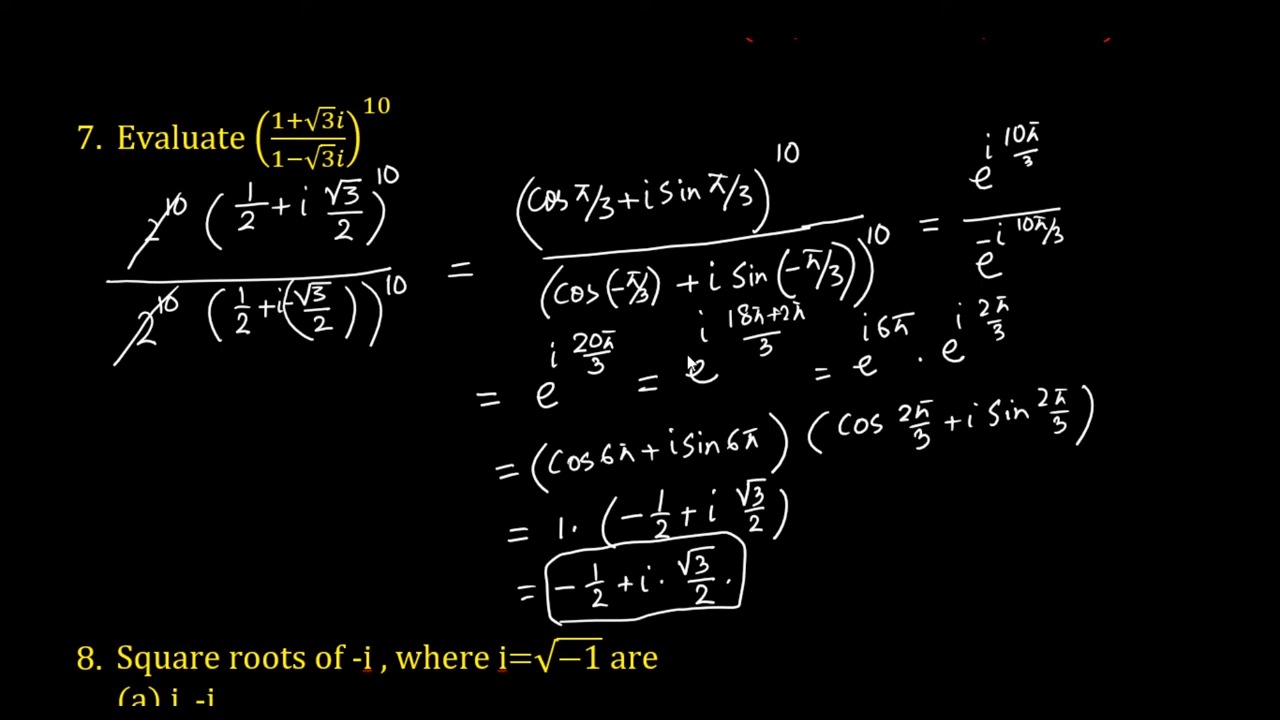 7. Evaluate ((1+√3i)/(1−√3i))^10
(2^10 (1/2 + i √3/2)^10)/(2^10 (1/2 + i(-√3/2))^10) = (cos π/3 + i sin π/3)^10/(cos(-π/3) + i sin(-π/3))^10 = e^(i 10π/3)/e^(-i 10π/3)
= e^(i 20π/3) = e^(i (18π+2π)/3) = e^(i6π) · e^(i 2π/3)
= (cos 6π + i sin 6π) (cos 2π/3 + i sin 2π/3)
= 1· (-1/2 + i √3/2)
= -1/2 + i · √3/2 .
8. Square roots of -i , where i=√−1 are
(a) i, -i